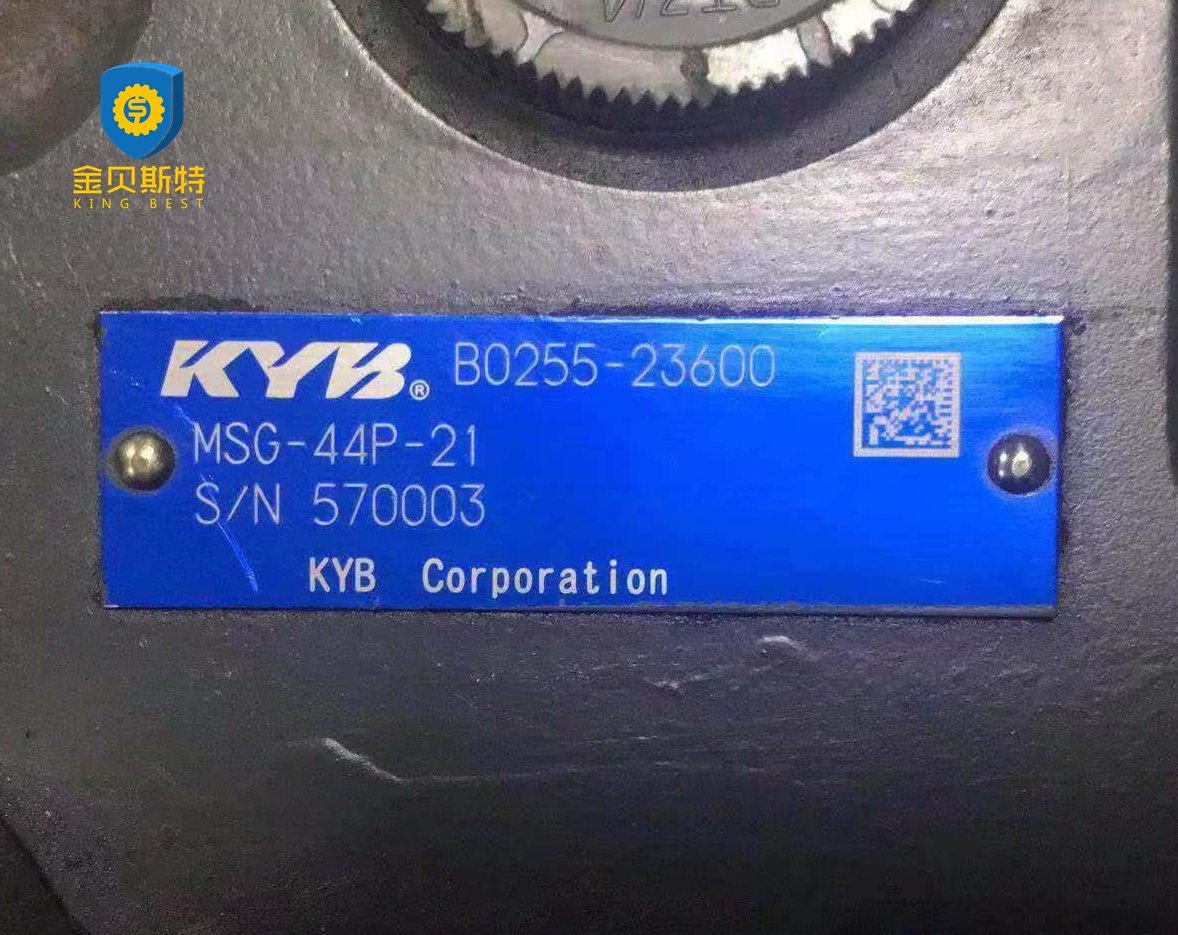 金贝斯特
KING BEST
KYB® B0255-23600
MSG-44P-21
S/N 570003
KYB Corporation